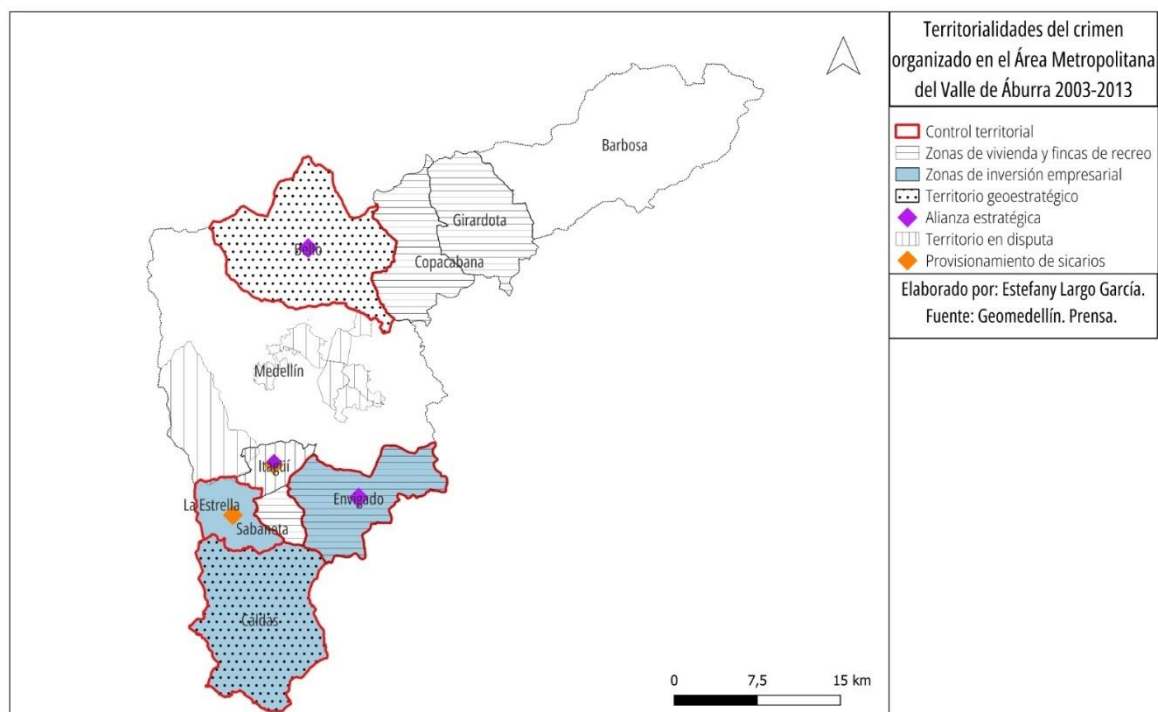 Territorialidades del crimen
organizado en el Área Metropolitana
del Valle de Áburra 2003-2013
Control territorial
Zonas de vivienda y fincas de recreo
Zonas de inversión empresarial
Territorio geoestratégico
Alianza estratégica
Territorio en disputa
Provisionamiento de sicarios
Elaborado por: Estefany Largo García.
Fuente: Geomedellín. Prensa.
Barbosa
Girardota
Copacabana
Bello
Medellín
Itagüí
Envigado
La Estrella
Sabaneta
Caldas
0 7,5 15 km